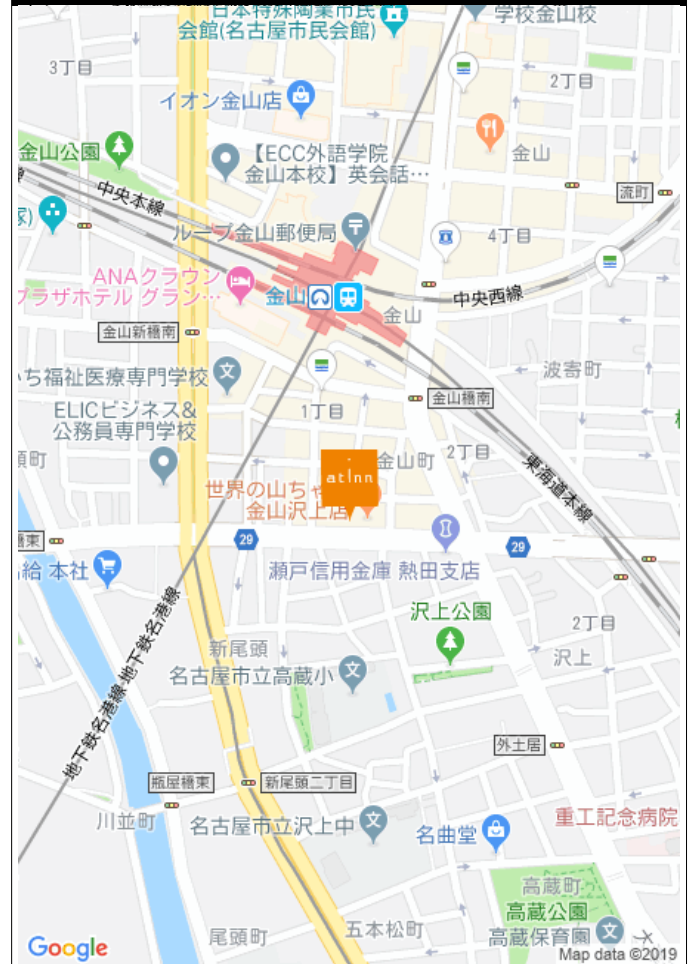 日本特殊陶業市民
会館(名古屋市民会館)
学校金山校
3丁目
2丁目
イオン金山店
金山公園
【ECC外語学院
金山本校】英会話…
金山
流町
中央本線
ループ金山郵便局
4丁目
ANAクラウン
プラザホテル グラン…
金山
中央西線
金山
金山新橋南
ち福祉医療専門学校
波寄町
ELICビジネス&
公務員専門学校
1丁目
金山橋南
2丁目
金山町
atinn
東海道本線
世界の山ちゃ
金山沢上店
橋東
29
29
給 本社
瀬戸信用金庫 熱田支店
沢上公園
2丁目
沢上
新尾頭
名古屋市立高蔵小
地下鉄名港線
地下鉄名港線
外土居
瓶屋橋東
新尾頭二丁目
川並町
名古屋市立沢上中
名曲堂
重工記念病院
高蔵町
高蔵公園
高蔵保育園
尾頭町
五本松町
Google
Map data ©2019